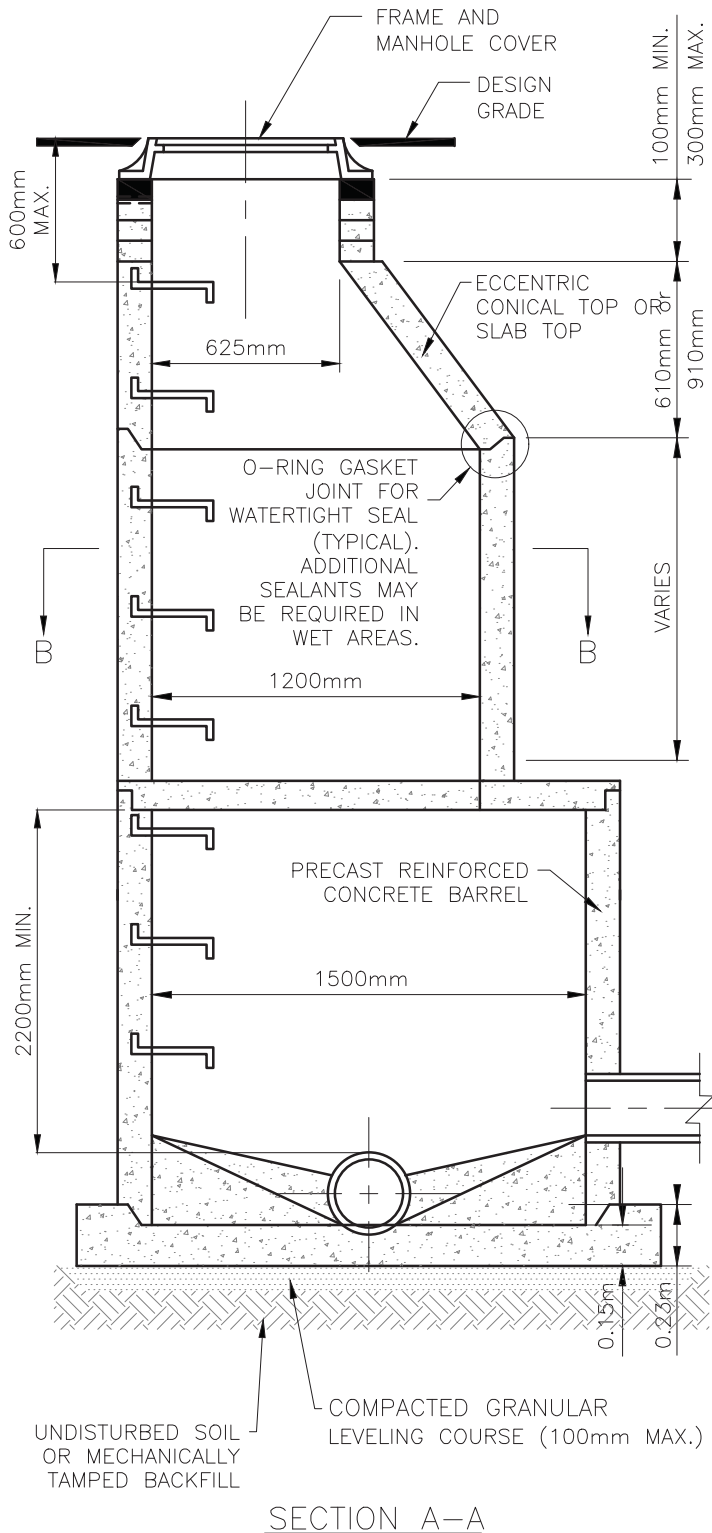 FRAME AND
MANHOLE COVER
DESIGN
GRADE
100mm MIN.
300mm MAX.
600mm
MAX.
ECCENTRIC
CONICAL TOP OR
SLAB TOP
610mm or
910mm
625mm
O-RING GASKET
JOINT FOR
WATERTIGHT SEAL
(TYPICAL).
ADDITIONAL
SEALANTS MAY
BE REQUIRED IN
WET AREAS.
VARIES
B
B
1200mm
PRECAST REINFORCED
CONCRETE BARREL
2200mm MIN.
1500mm
0.15m
0.23m
COMPACTED GRANULAR
LEVELING COURSE (100mm MAX.)
UNDISTURBED SOIL
OR MECHANICALLY
TAMPED BACKFILL
SECTION A-A